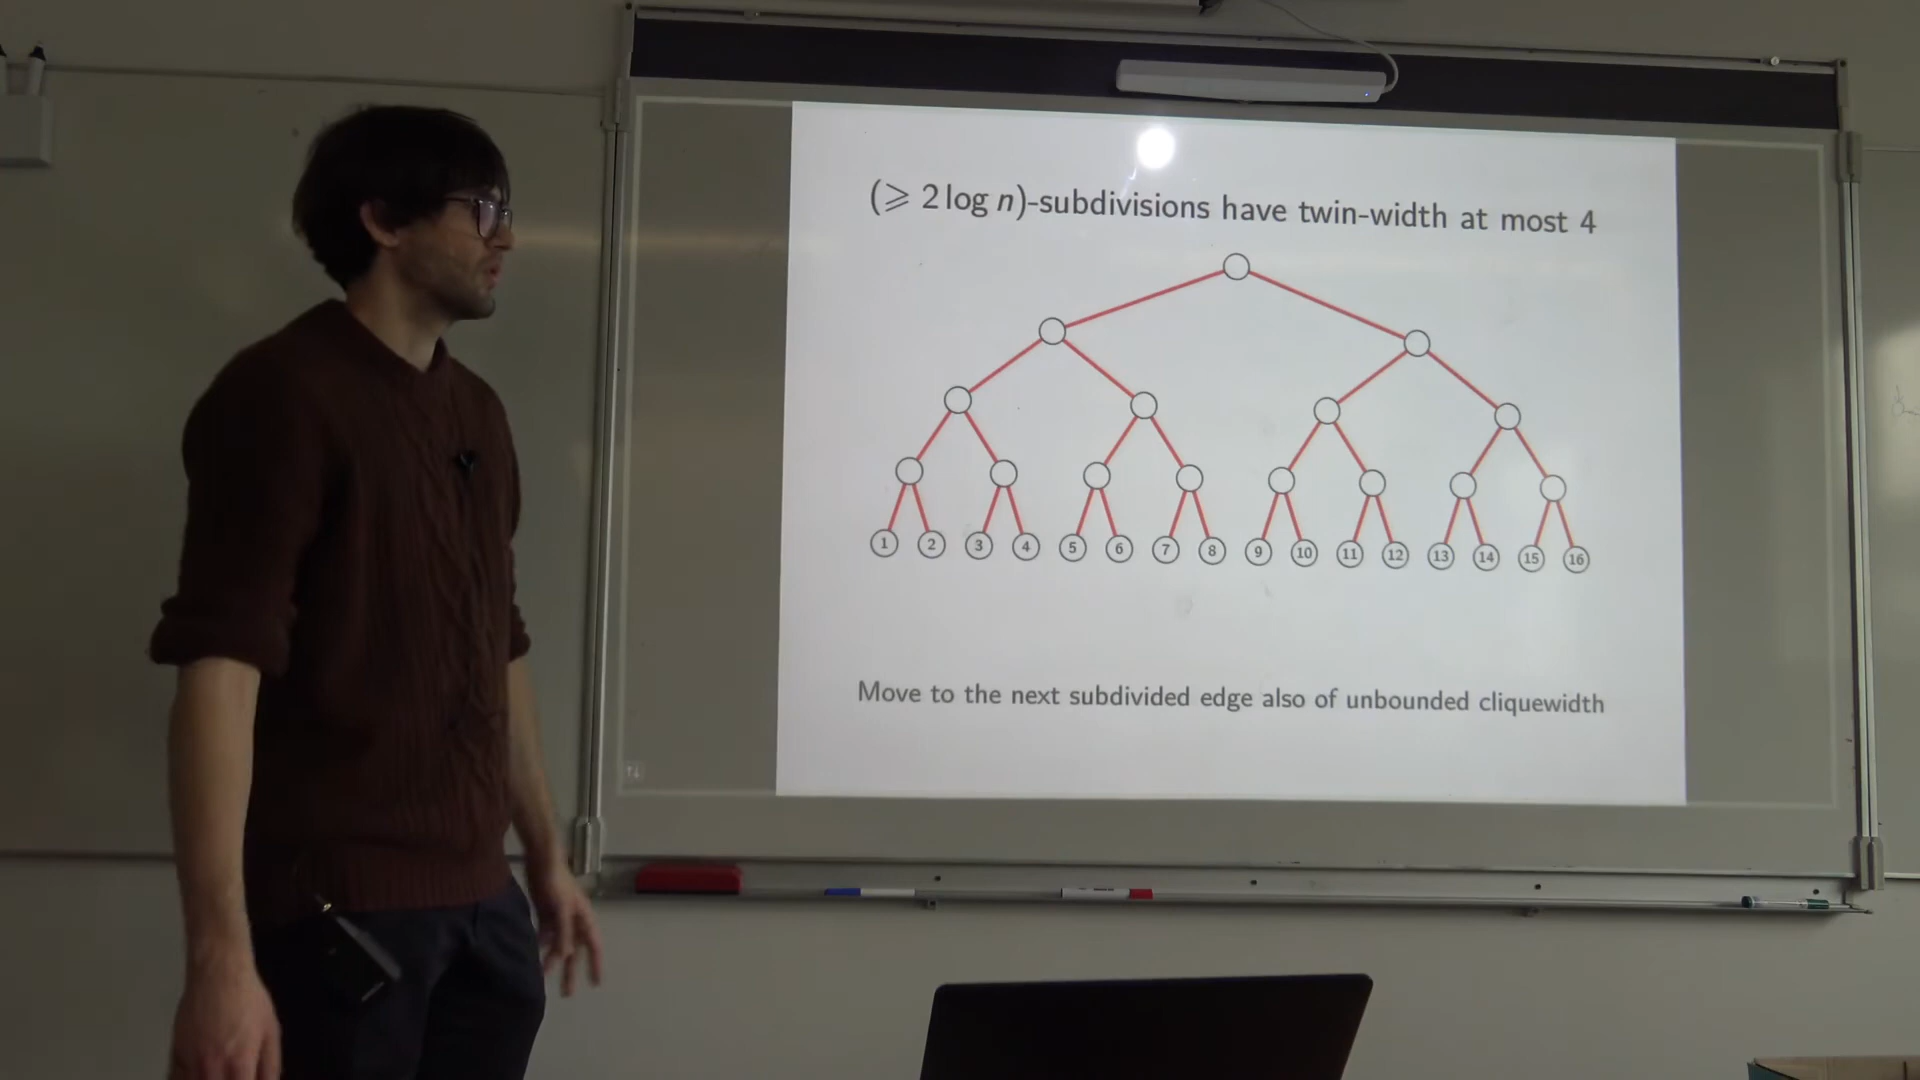 (⩾ 2 log n)-subdivisions have twin-width at most 4
1 2 3 4 5 6 7 8 9 10 11 12 13 14 15 16
Move to the next subdivided edge also of unbounded cliquewidth